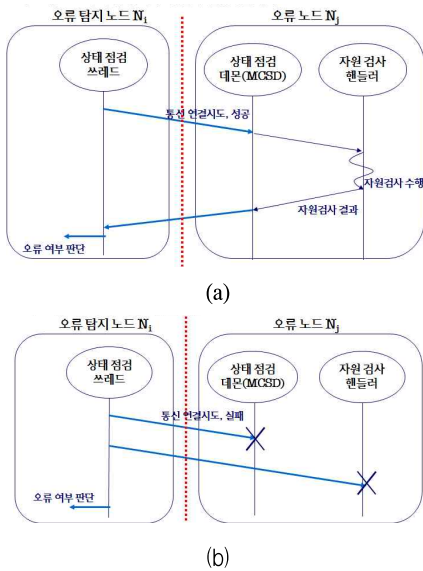 오류 탐지 노드 Ni
오류 노드 Nj
상태 점검
쓰레드
상태 점검
데몬(MCSD)
자원 검사
핸들러
통신 연결시도, 성공
자원검사 수행
자원검사 결과
오류 여부 판단
(a)
오류 탐지 노드 Ni
오류 노드 Nj
상태 점검
쓰레드
상태 점검
데몬(MCSD)
자원 검사
핸들러
통신 연결시도, 실패
오류 여부 판단
(b)